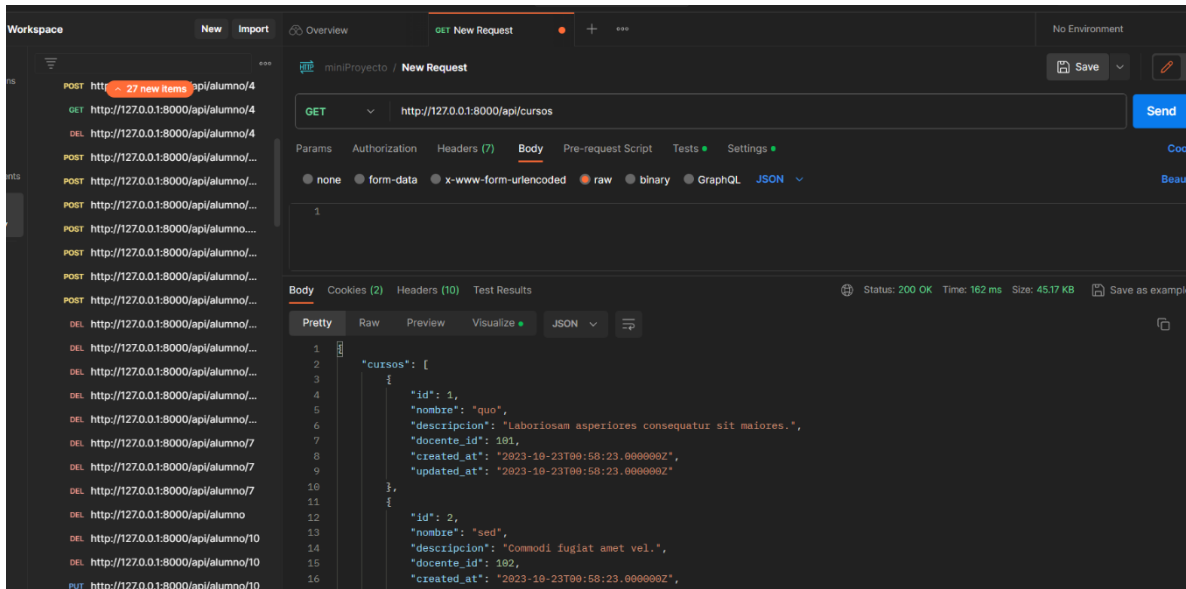 Workspace
New Import
Overview
GET New Request
No Environment
miniProyecto / New Request
Save
27 new items
POST http api/alumno/4
GET http://127.0.0.1:8000/api/alumno/4
DEL http://127.0.0.1:8000/api/alumno/4
POST http://127.0.0.1:8000/api/alumno/...
POST http://127.0.0.1:8000/api/alumno/...
POST http://127.0.0.1:8000/api/alumno/...
POST http://127.0.0.1:8000/api/alumno....
POST http://127.0.0.1:8000/api/alumno/...
POST http://127.0.0.1:8000/api/alumno/...
POST http://127.0.0.1:8000/api/alumno/...
DEL http://127.0.0.1:8000/api/alumno/...
DEL http://127.0.0.1:8000/api/alumno/...
DEL http://127.0.0.1:8000/api/alumno/...
DEL http://127.0.0.1:8000/api/alumno/...
DEL http://127.0.0.1:8000/api/alumno/...
DEL http://127.0.0.1:8000/api/alumno/7
DEL http://127.0.0.1:8000/api/alumno/7
DEL http://127.0.0.1:8000/api/alumno/7
DEL http://127.0.0.1:8000/api/alumno
DEL http://127.0.0.1:8000/api/alumno/10
DEL http://127.0.0.1:8000/api/alumno/10
PUT http://127.0.0.1:8000/api/alumno/10
GET http://127.0.0.1:8000/api/cursos
Send
Params Authorization Headers (7) Body Pre-request Script Tests Settings
Coo
none form-data x-www-form-urlencoded raw binary GraphQL JSON
Beau
1
Body Cookies (2) Headers (10) Test Results
Status: 200 OK Time: 162 ms Size: 45.17 KB Save as example
Pretty Raw Preview Visualize JSON
1 {
2 "cursos": [
3 {
4 "id": 1,
5 "nombre": "quo",
6 "descripcion": "Laboriosam asperiores consequatur sit maiores.",
7 "docente_id": 101,
8 "created_at": "2023-10-23T00:58:23.000000Z",
9 "updated_at": "2023-10-23T00:58:23.000000Z"
10 },
11 {
12 "id": 2,
13 "nombre": "sed",
14 "descripcion": "Commodi fugiat amet vel.",
15 "docente_id": 102,
16 "created_at": "2023-10-23T00:58:23.000000Z",